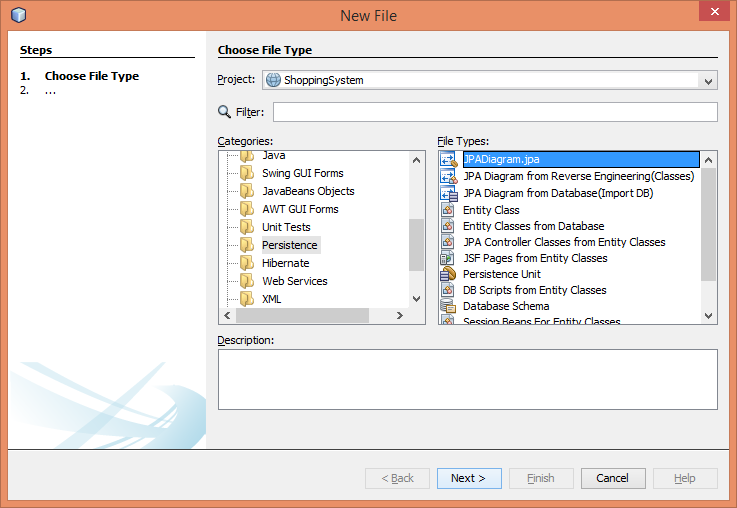 New File
Steps
1. Choose File Type
2. ...
Choose File Type
Project: ShoppingSystem
Filter:
Categories:
Java
Swing GUI Forms
JavaBeans Objects
AWT GUI Forms
Unit Tests
Persistence
Hibernate
Web Services
XML
File Types:
JPADiagram.jpa
JPA Diagram from Reverse Engineering(Classes)
JPA Diagram from Database(Import DB)
Entity Class
Entity Classes from Database
JPA Controller Classes from Entity Classes
JSF Pages from Entity Classes
Persistence Unit
DB Scripts from Entity Classes
Database Schema
Session Beans For Entity Classes
Description:
< Back Next > Finish Cancel Help